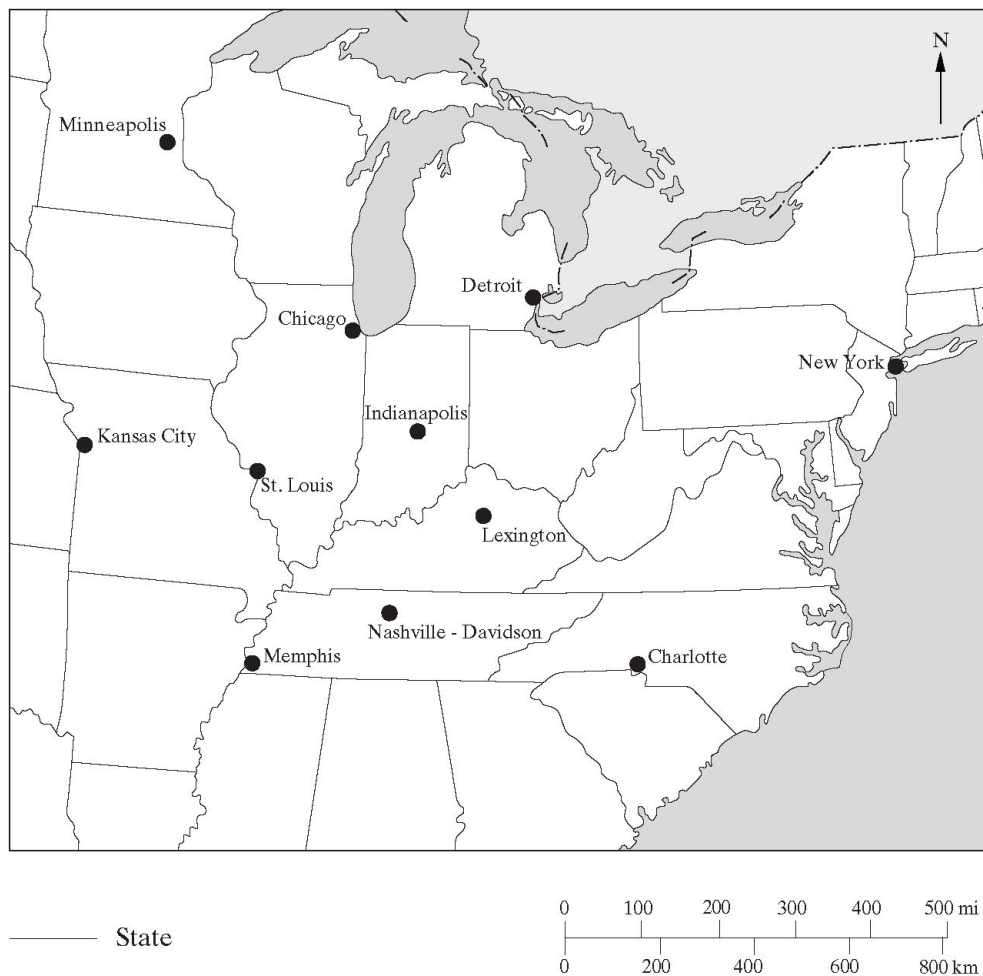 N
Minneapolis
Detroit
Chicago
New York
Indianapolis
Kansas City
St. Louis
Lexington
Nashville - Davidson
Memphis
Charlotte
0 100 200 300 400 500 mi
State
0 200 400 600 800 km